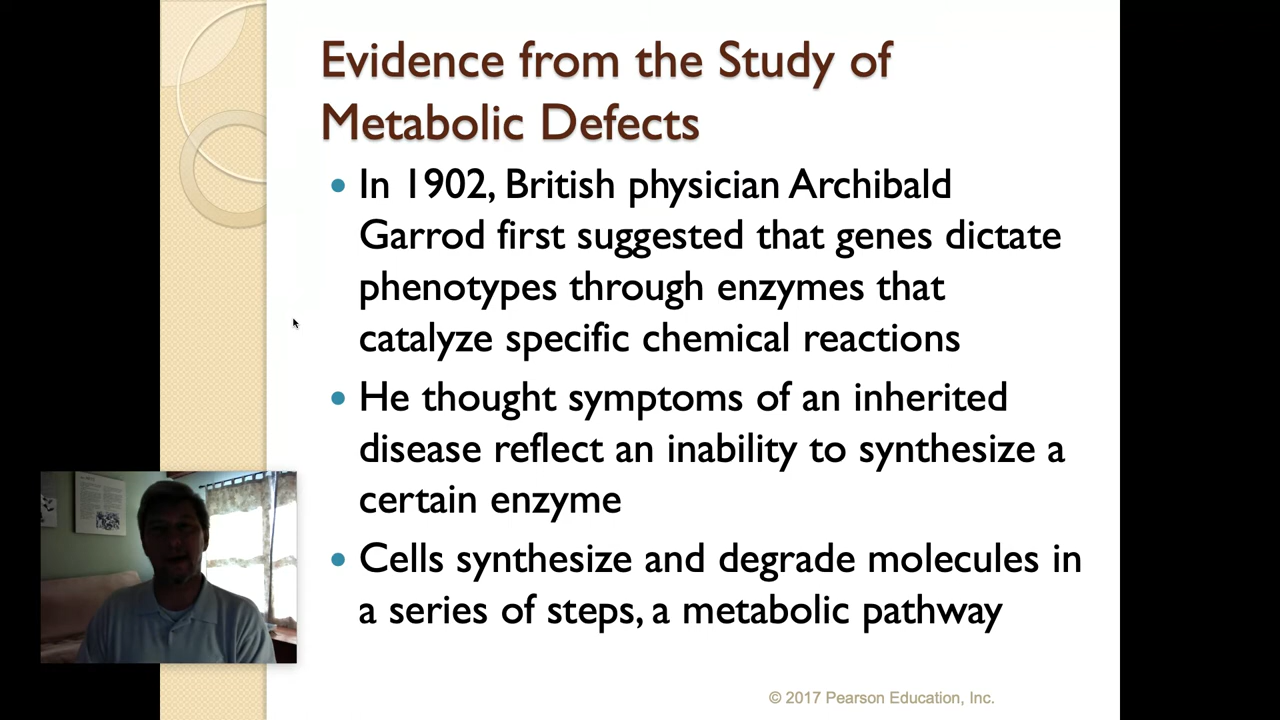 Evidence from the Study of
Metabolic Defects
• In 1902, British physician Archibald
Garrod first suggested that genes dictate
phenotypes through enzymes that
catalyze specific chemical reactions
• He thought symptoms of an inherited
disease reflect an inability to synthesize a
certain enzyme
• Cells synthesize and degrade molecules in
a series of steps, a metabolic pathway
© 2017 Pearson Education, Inc.